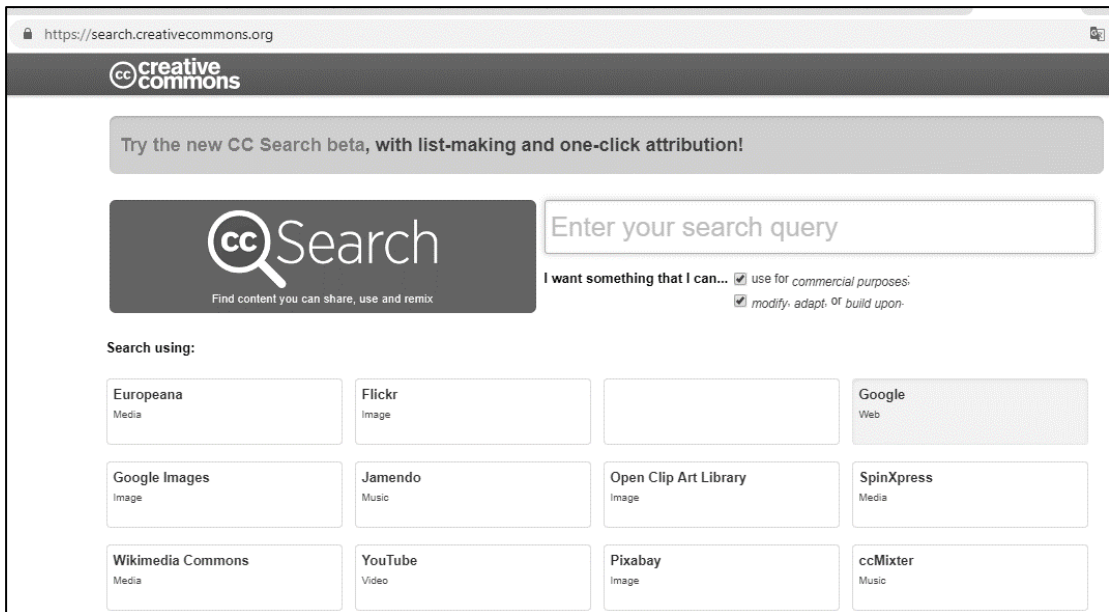 https://search.creativecommons.org
cc creative commons
Try the new CC Search beta, with list-making and one-click attribution!
cc Search
Find content you can share, use and remix
Enter your search query
I want something that I can... use for commercial purposes;
modify, adapt, or build upon.
Search using:
Europeana
Media
Flickr
Image
Google
Web
Google Images
Image
Jamendo
Music
Open Clip Art Library
Image
SpinXpress
Media
Wikimedia Commons
Media
YouTube
Video
Pixabay
Image
ccMixter
Music